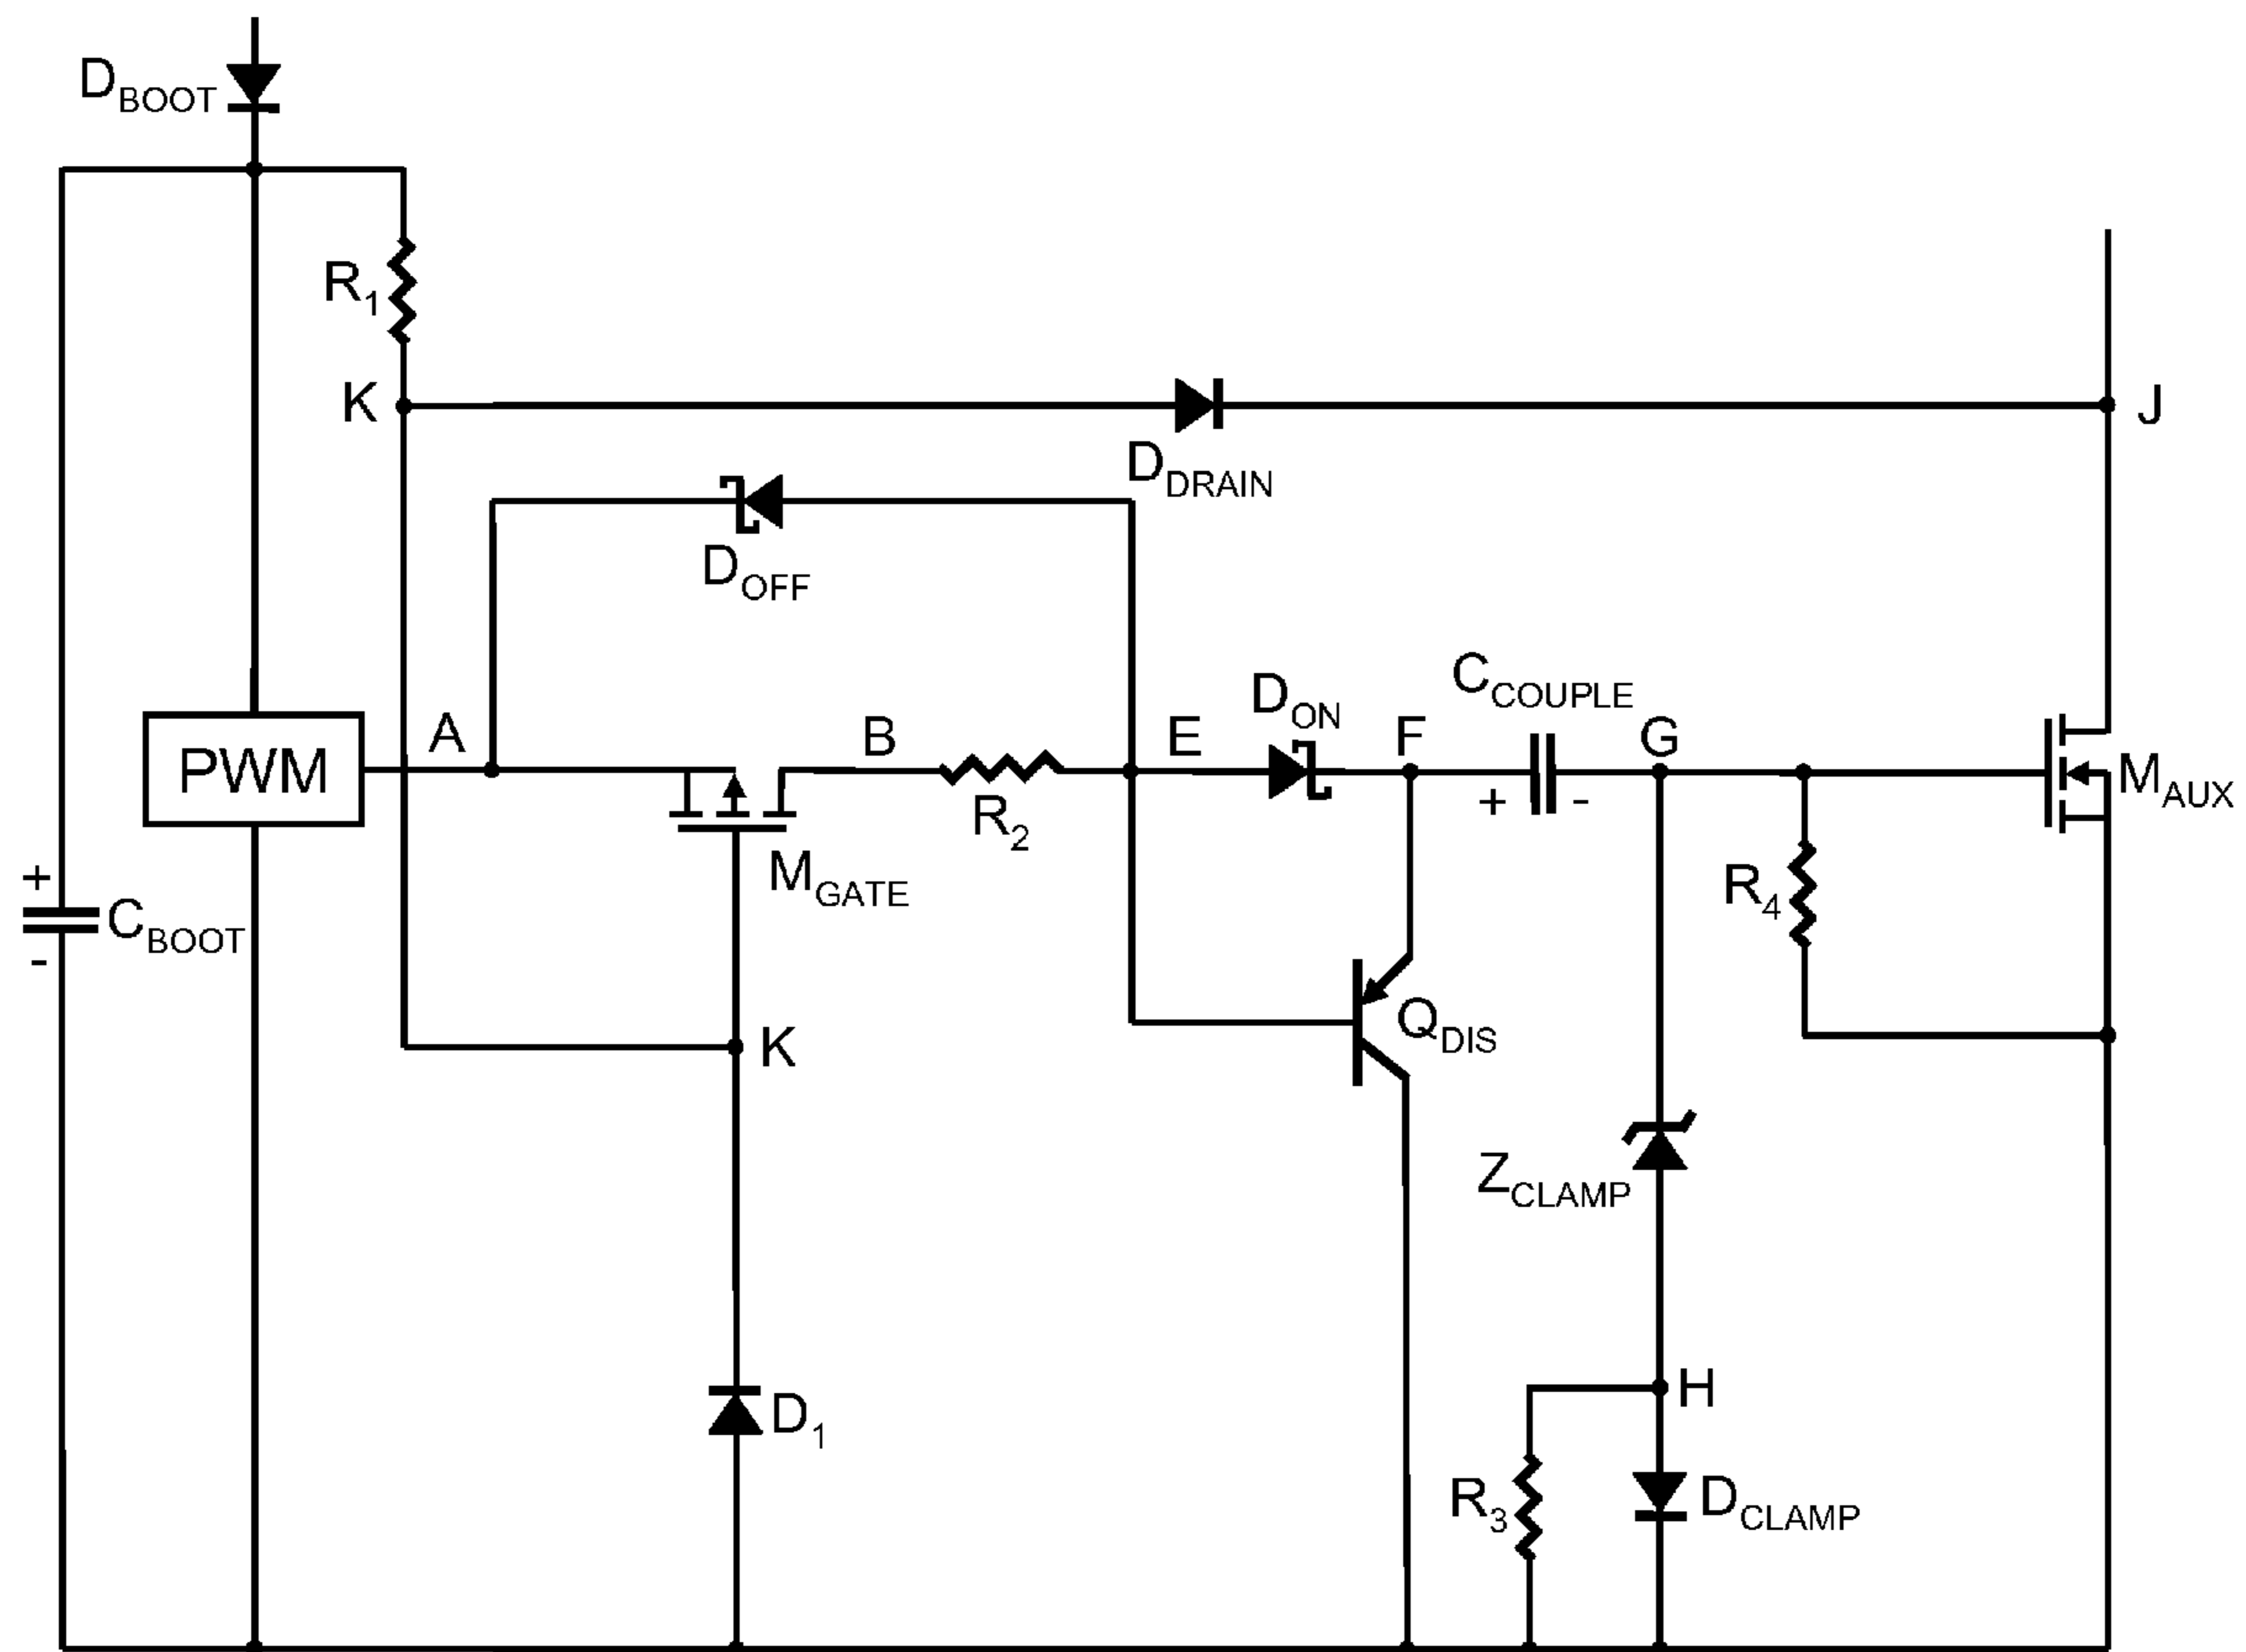 D_BOOT
R_1
K
J
D_DRAIN
D_OFF
C_COUPLE
D_ON
A
B
E
F
G
PWM
R_2
M_AUX
M_GATE
R_4
+
-
+
C_BOOT
-
K
Q_DIS
Z_CLAMP
H
D_1
R_3
D_CLAMP